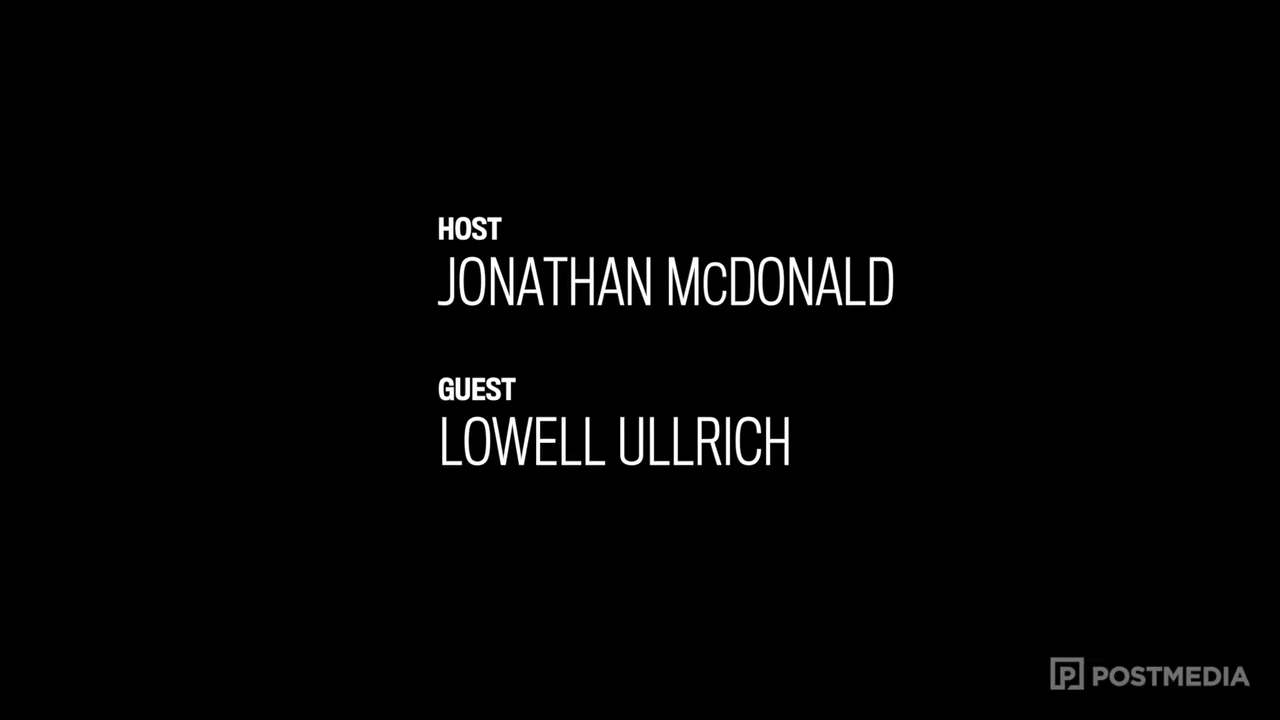 HOST
JONATHAN McDONALD
GUEST
LOWELL ULLRICH
POSTMEDIA